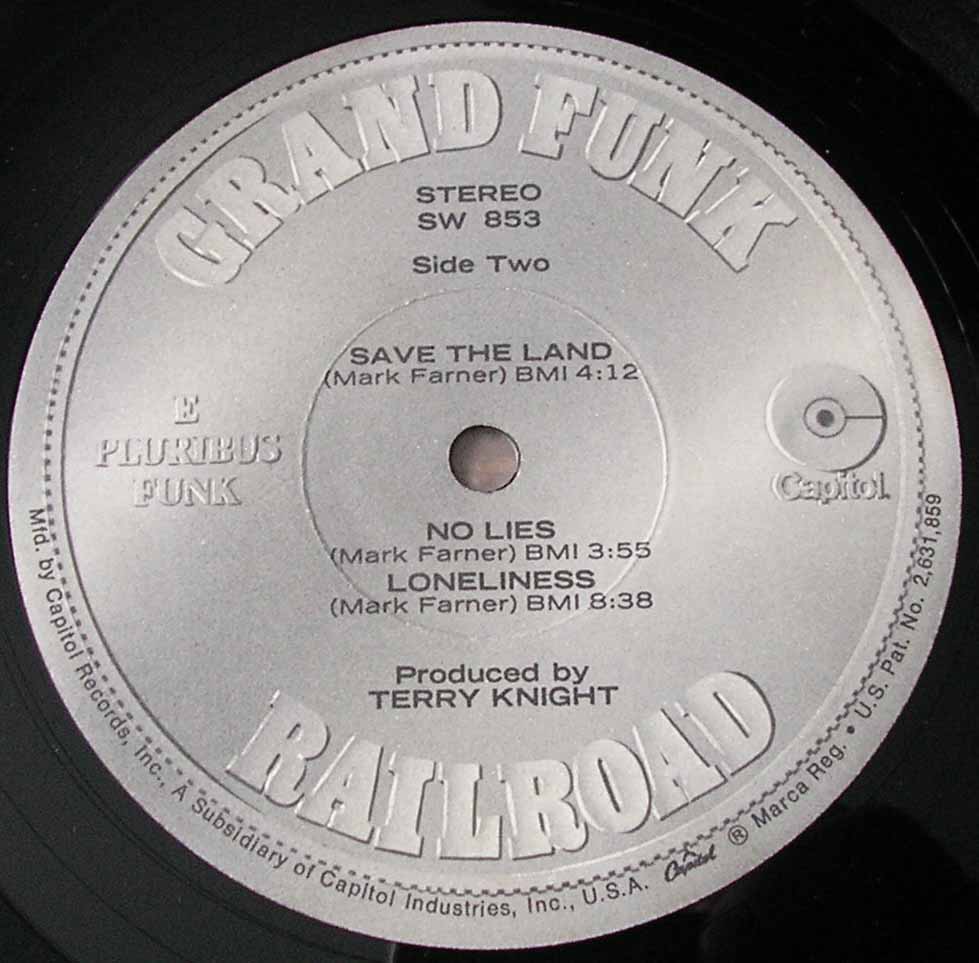 GRAND FUNK
STEREO
SW 853
Side Two
SAVE THE LAND
(Mark Farner) BMI 4:12
E
PLURIBUS
FUNK
Capitol
NO LIES
(Mark Farner) BMI 3:55
LONELINESS
(Mark Farner) BMI 8:38
Produced by
TERRY KNIGHT
RAILROAD
Mfd. by Capitol Records, Inc., A Subsidiary of Capitol Industries, Inc., U.S.A. Capitol ® Marca Reg. • U.S. Pat. No. 2,631,859